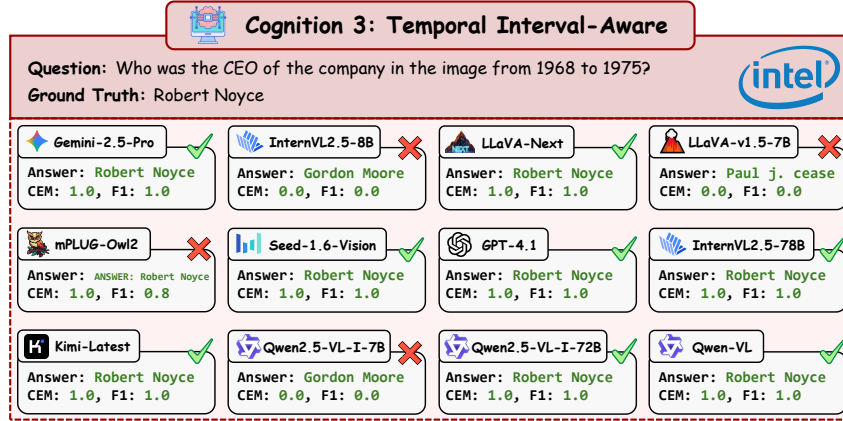 Cognition 3: Temporal Interval-Aware
Question: Who was the CEO of the company in the image from 1968 to 1975?
Ground Truth: Robert Noyce
intel
Gemini-2.5-Pro
Answer: Robert Noyce
CEM: 1.0, F1: 1.0
InternVL2.5-8B
Answer: Gordon Moore
CEM: 0.0, F1: 0.0
NEXT
LLaVA-Next
Answer: Robert Noyce
CEM: 1.0, F1: 1.0
LLaVA-v1.5-7B
Answer: Paul j. cease
CEM: 0.0, F1: 0.0
mPLUG-Owl2
Answer: ANSWER: Robert Noyce
CEM: 1.0, F1: 0.8
Seed-1.6-Vision
Answer: Robert Noyce
CEM: 1.0, F1: 1.0
GPT-4.1
Answer: Robert Noyce
CEM: 1.0, F1: 1.0
InternVL2.5-78B
Answer: Robert Noyce
CEM: 1.0, F1: 1.0
K
Kimi-Latest
Answer: Robert Noyce
CEM: 1.0, F1: 1.0
Qwen2.5-VL-I-7B
Answer: Gordon Moore
CEM: 0.0, F1: 0.0
Qwen2.5-VL-I-72B
Answer: Robert Noyce
CEM: 1.0, F1: 1.0
Qwen-VL
Answer: Robert Noyce
CEM: 1.0, F1: 1.0